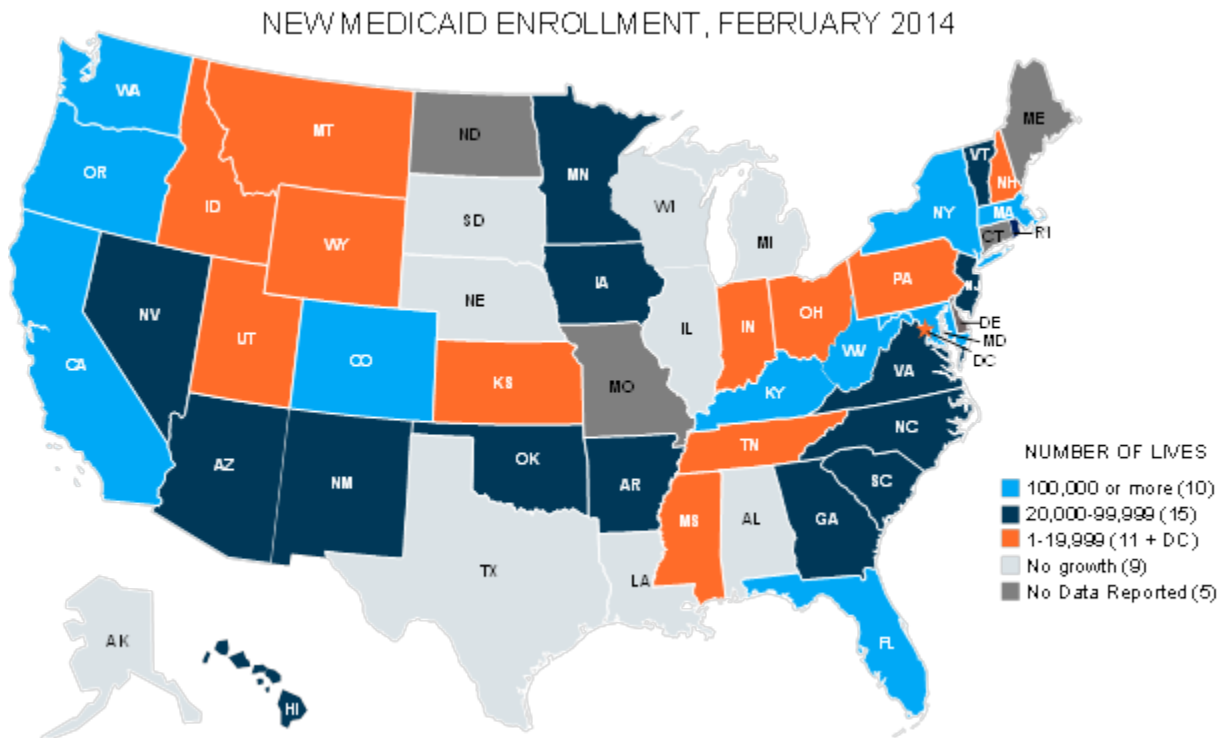 NEW MEDICAID ENROLLMENT, FEBRUARY 2014
WA
MT
ND
ME
OR
MN
VT
ID
NH
SD
WI
NY
MA
WY
MI
CT
RI
IA
PA
NE
NJ
NV
IN
OH
UT
IL
DE
CO
MD
WV
CA
DC
KS
MO
VA
KY
NC
TN
AZ
OK
NM
AR
SC
MS
AL
GA
TX
LA
AK
FL
HI
NUMBER OF LIVES
100,000 or more (10)
20,000-99,999 (15)
1-19,999 (11 + DC)
No growth (9)
No Data Reported (5)